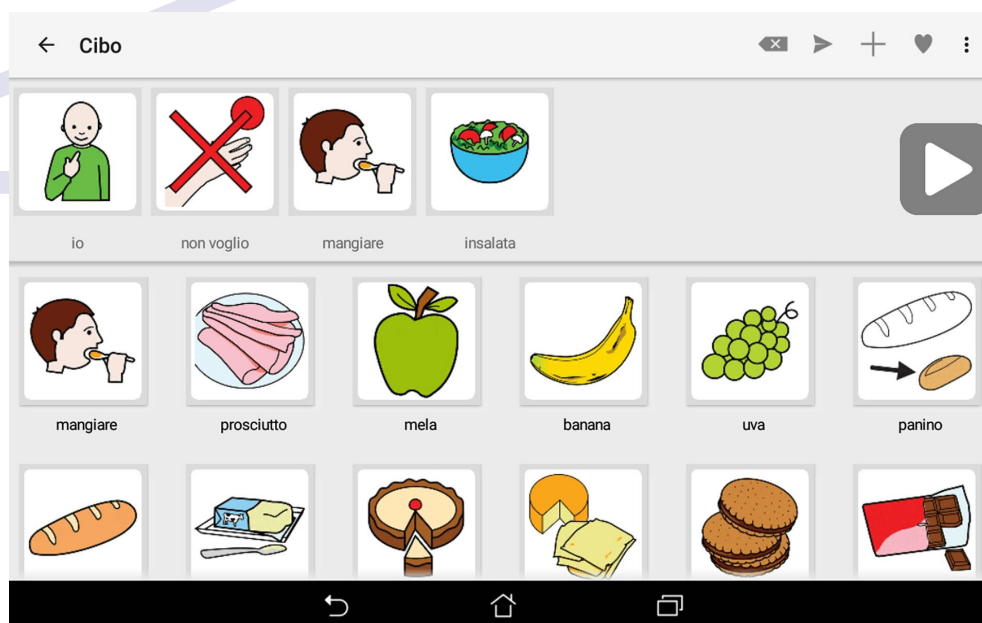 Cibo
io non voglio mangiare insalata
mangiare prosciutto mela banana uva panino